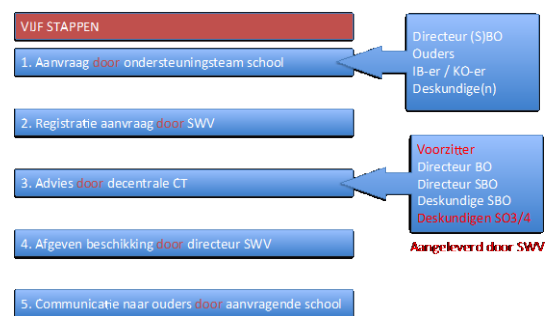 VIJF STAPPEN
1. Aanvraag door ondersteuningsteam school
Directeur (S)BO
Ouders
IB-er / KO-er
Deskundige(n)
2. Registratie aanvraag door SWV
3. Advies door decentrale CT
Voorzitter
Directeur BO
Directeur SBO
Deskundige SBO
Deskundigen SO3/4
Aangeleverd door SWV
4. Afgeven beschikking door directeur SWV
5. Communicatie naar ouders door aanvragende school